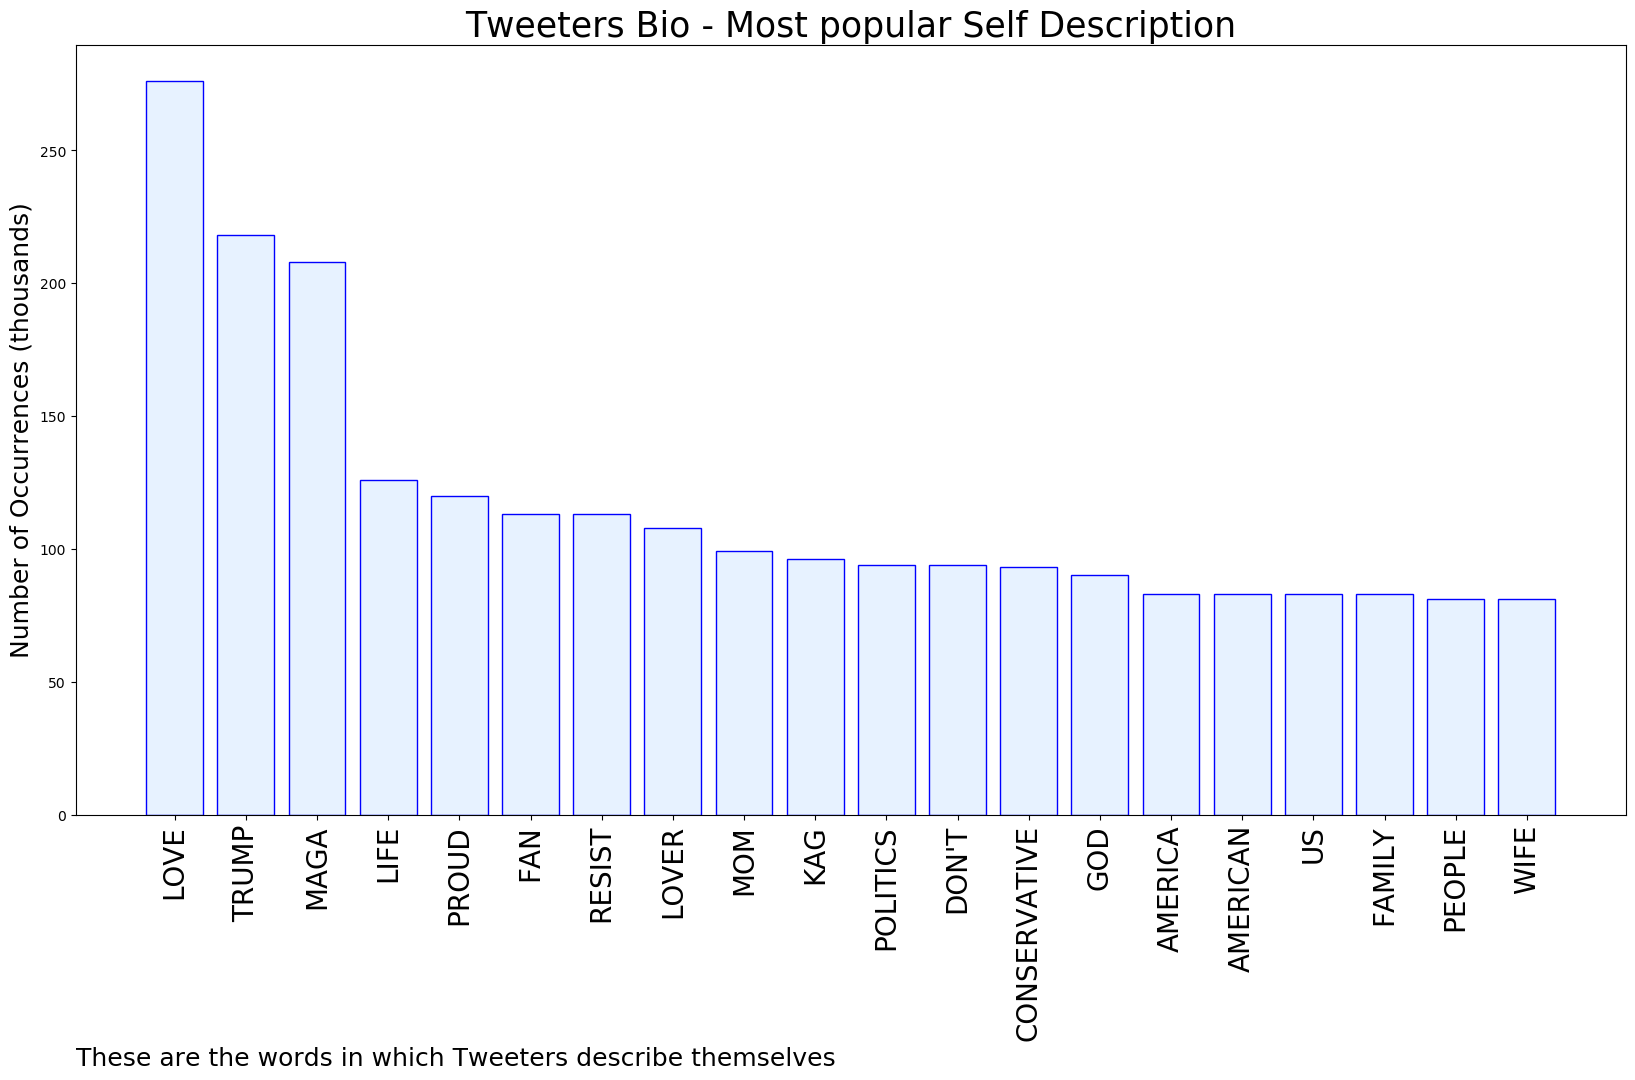 Tweeters Bio - Most popular Self Description
Number of Occurrences (thousands)
250
200
150
100
50
0
LOVE
TRUMP
MAGA
LIFE
PROUD
FAN
RESIST
LOVER
MOM
KAG
POLITICS
DON'T
CONSERVATIVE
GOD
AMERICA
AMERICAN
US
FAMILY
PEOPLE
WIFE
These are the words in which Tweeters describe themselves